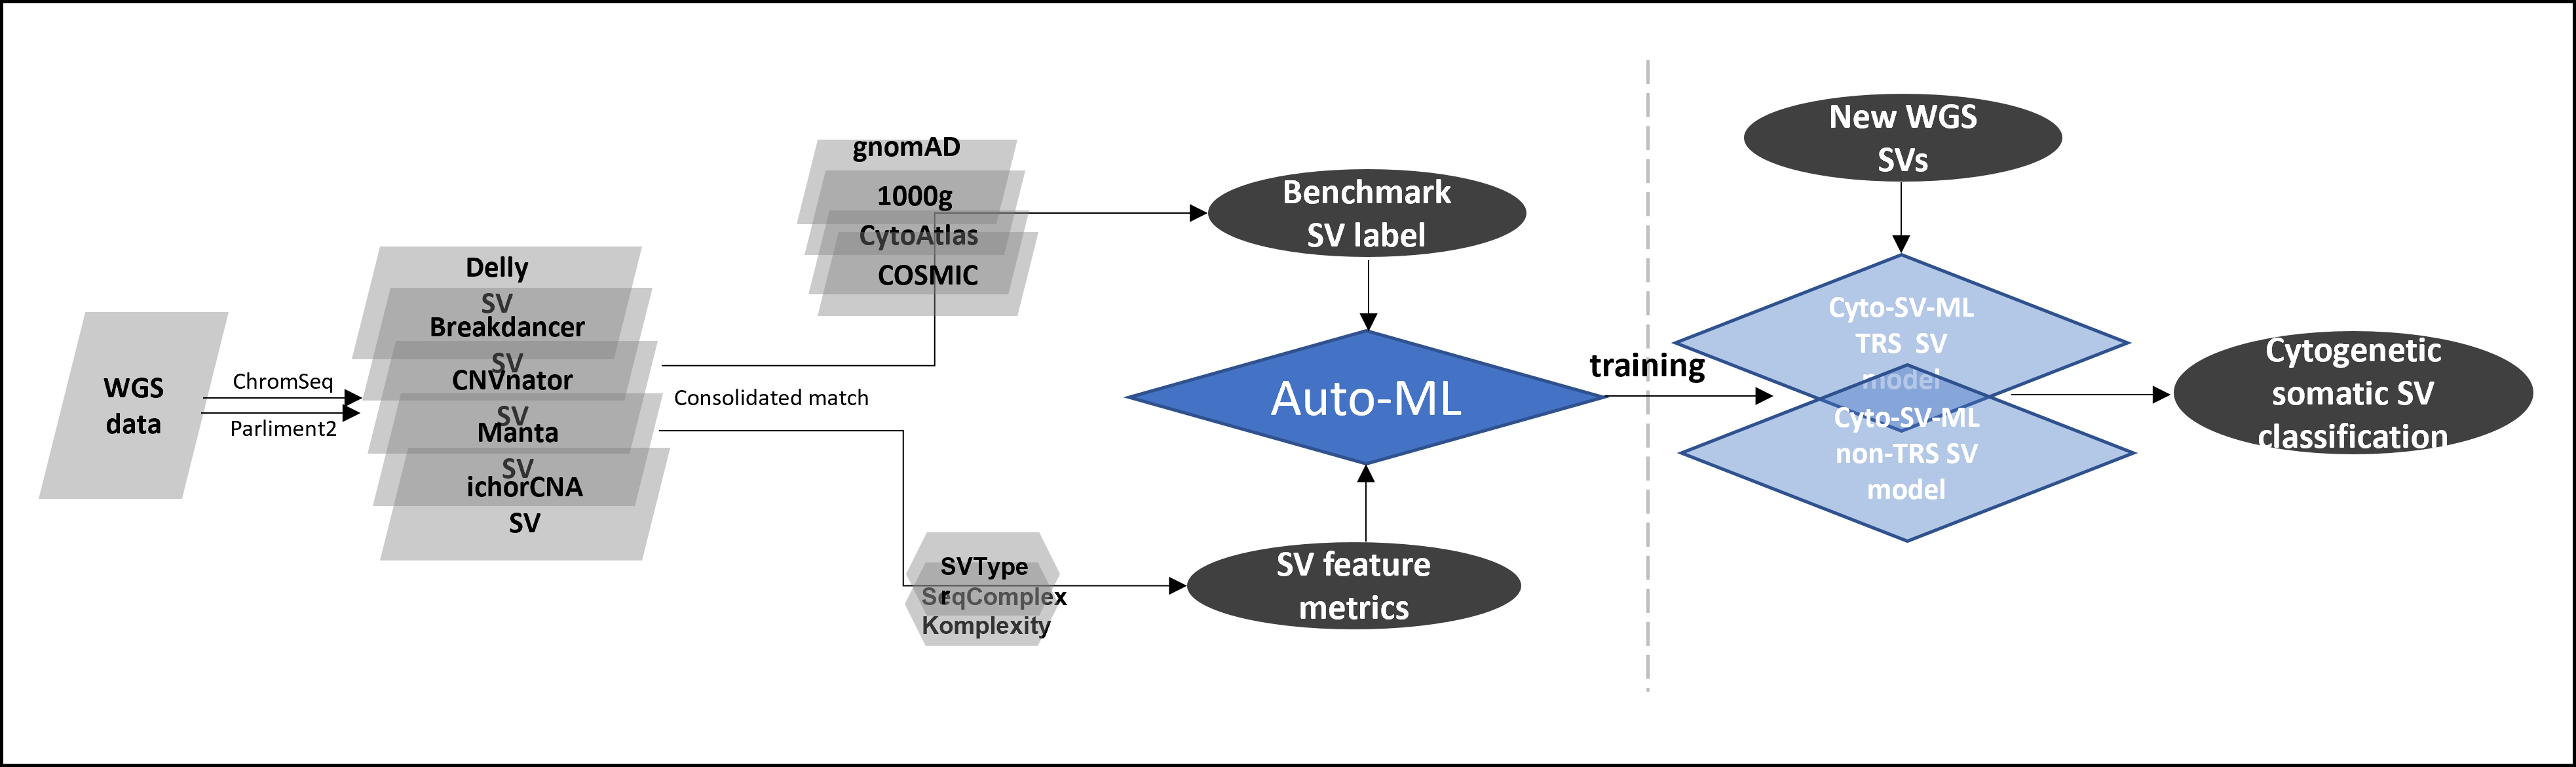 WGS
data
ChromSeq
Parliment2
Delly
SV
Breakdancer
SV
CNVnator
SV
Manta
SV
ichorCNA
SV
Consolidated match
gnomAD
1000g
CytoAtlas
COSMIC
SVType
r
SeqComplex
Komplexity
Benchmark
SV label
Auto-ML
SV feature
metrics
training
New WGS
SVs
Cyto-SV-ML
TRS SV
model
Cyto-SV-ML
non-TRS SV
model
Cytogenetic
somatic SV
classification